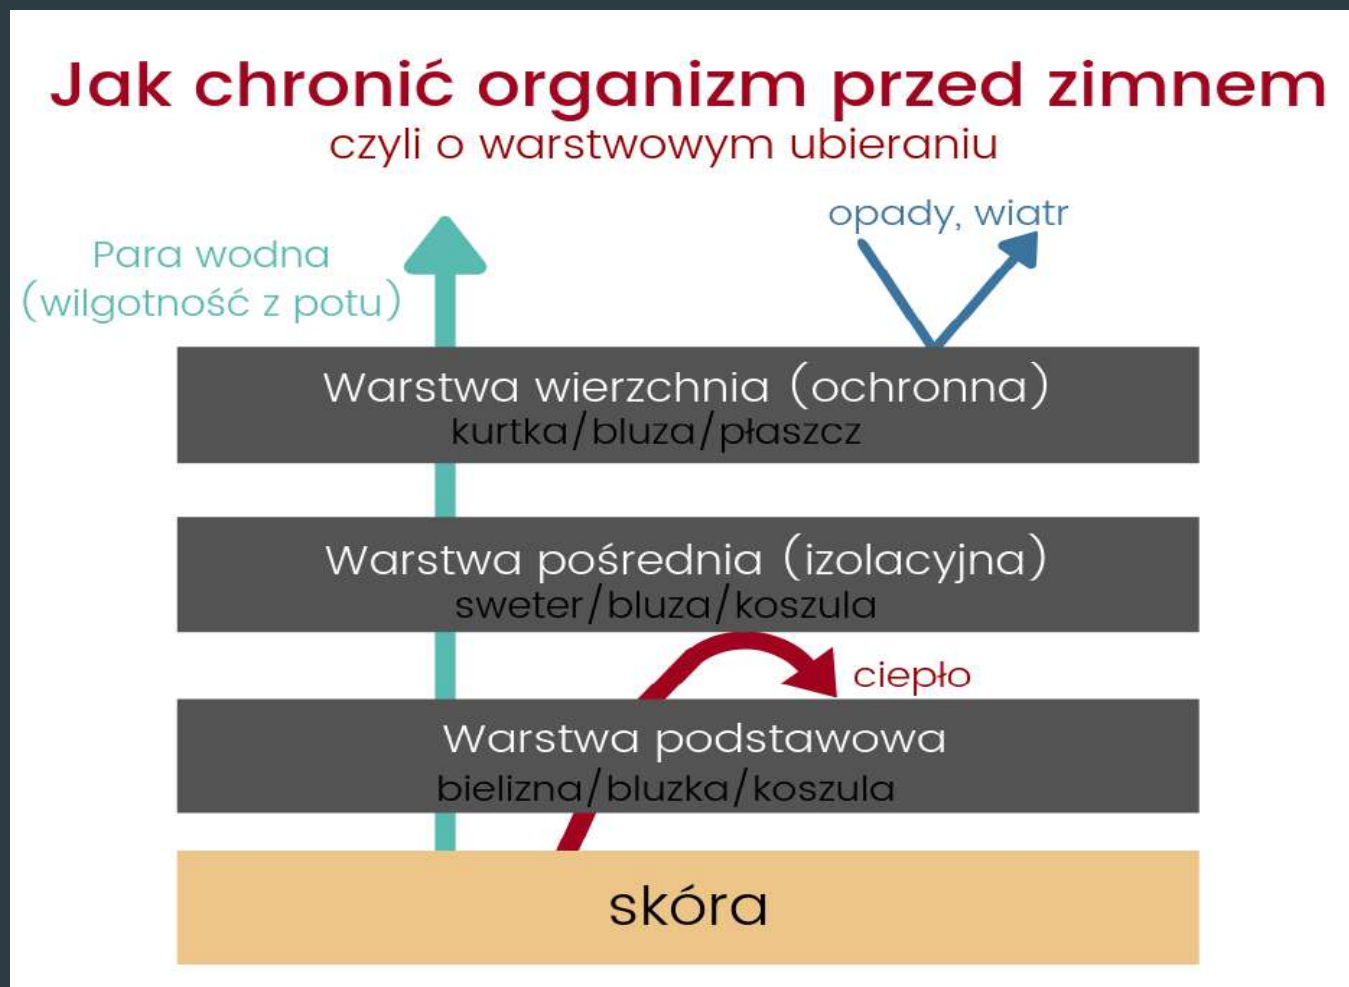 Jak chronić organizm przed zimnem
czyli o warstwowym ubieraniu
opady, wiatr
Para wodna
(wilgotność z potu)
Warstwa wierzchnia (ochronna)
kurtka/bluza/płaszcz
Warstwa pośrednia (izolacyjna)
sweter/bluza/koszula
ciepło
Warstwa podstawowa
bielizna/bluzka/koszula
skóra